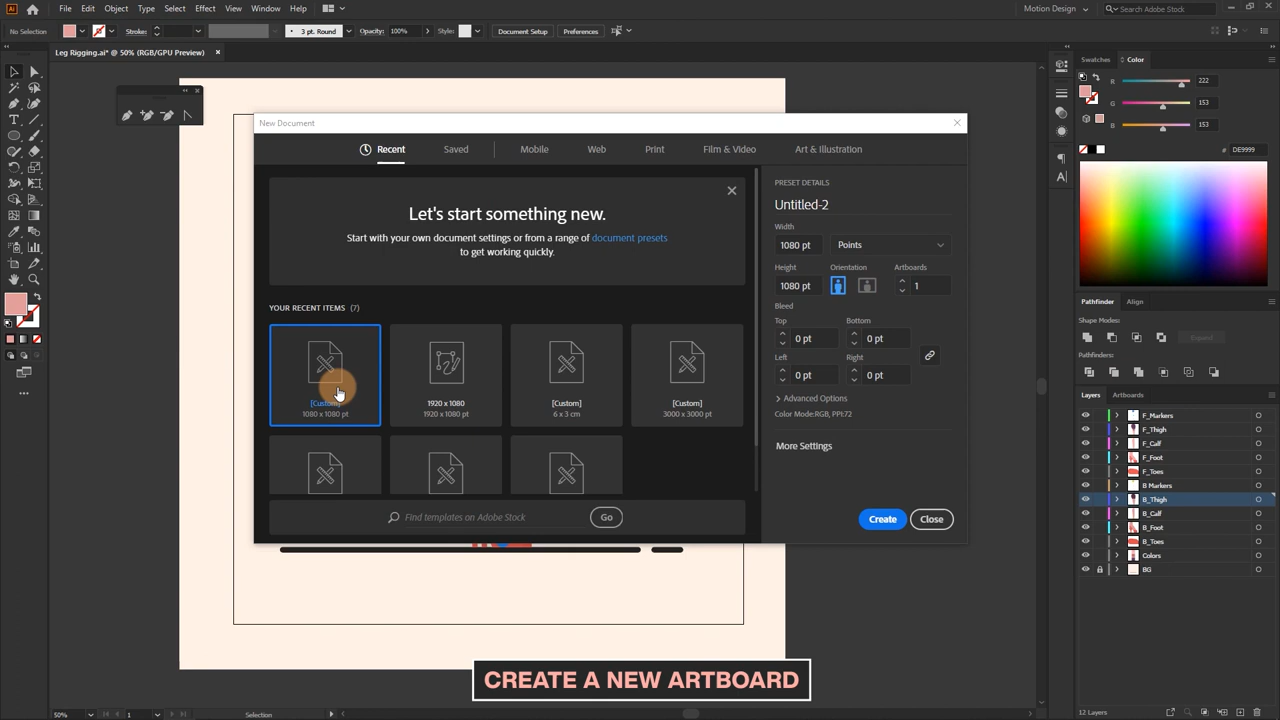 Ai File Edit Object Type Select Effect View Window Help Motion Design Search Adobe Stock
No Selection Stroke: 3 pt. Round Opacity: 100% Style: Document Setup Preferences
Leg Rigging.ai* @ 50% (RGB/GPU Preview) ×
New Document
Recent Saved Mobile Web Print Film & Video Art & Illustration
Let's start something new.
Start with your own document settings or from a range of document presets
to get working quickly.
YOUR RECENT ITEMS (7)
[Custom]
1080 x 1080 pt
1920 x 1080
1920 x 1080 pt
[Custom]
6 x 3 cm
[Custom]
3000 x 3000 pt
Find templates on Adobe Stock Go
PRESET DETAILS
Untitled-2
Width
1080 pt Points
Height Orientation Artboards
1080 pt 1
Bleed
Top Bottom
0 pt 0 pt
Left Right
0 pt 0 pt
Advanced Options
Color Mode:RGB, PPI:72
More Settings
Create Close
Swatches Color
R 222
G 153
B 153
# DE9999
Pathfinder Align
Shape Modes:
Expand
Pathfinders:
Layers Artboards
F_Markers
F_Thigh
F_Calf
F_Foot
F_Toes
B Markers
B_Thigh
B_Calf
B_Foot
B_Toes
Colors
BG
12 Layers
CREATE A NEW ARTBOARD
50% 1 Selection